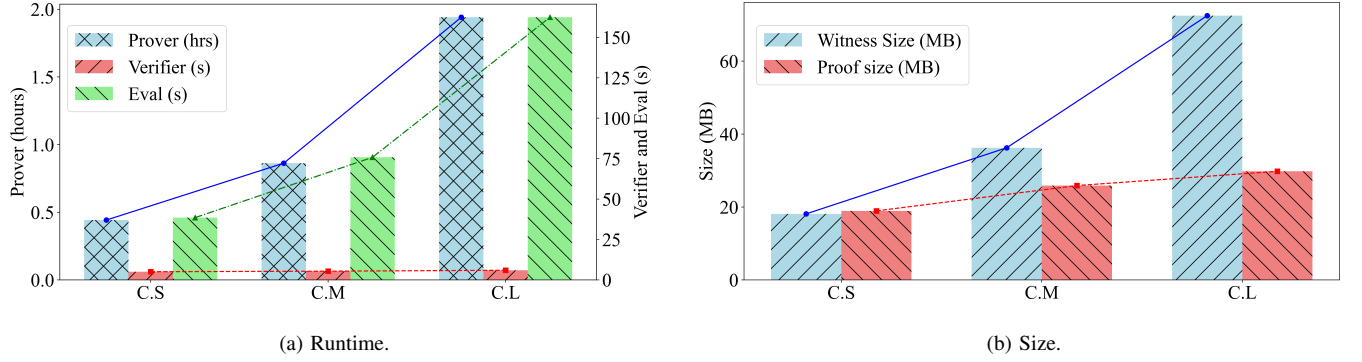 Prover (hours)
2.0
1.5
1.0
0.5
0.0
Prover (hrs)
Verifier (s)
Eval (s)
C.S
C.M
C.L
150
125
100
75
50
25
0
Verifier and Eval (s)
(a) Runtime.
Size (MB)
60
40
20
0
Witness Size (MB)
Proof size (MB)
C.S
C.M
C.L
(b) Size.